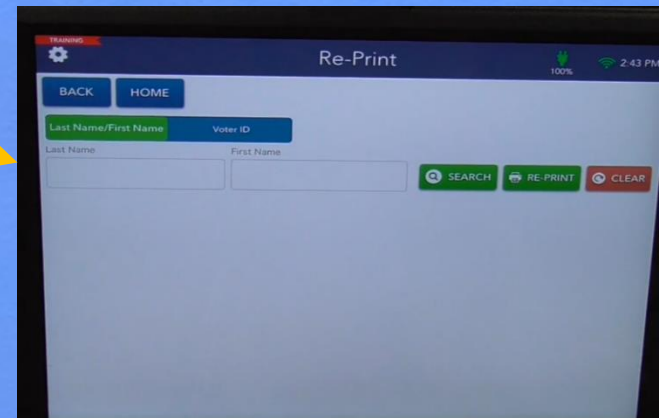 TRAINING
Re-Print
100%
2:43 PM
BACK HOME
Last Name/First Name Voter ID
Last Name First Name
SEARCH RE-PRINT CLEAR